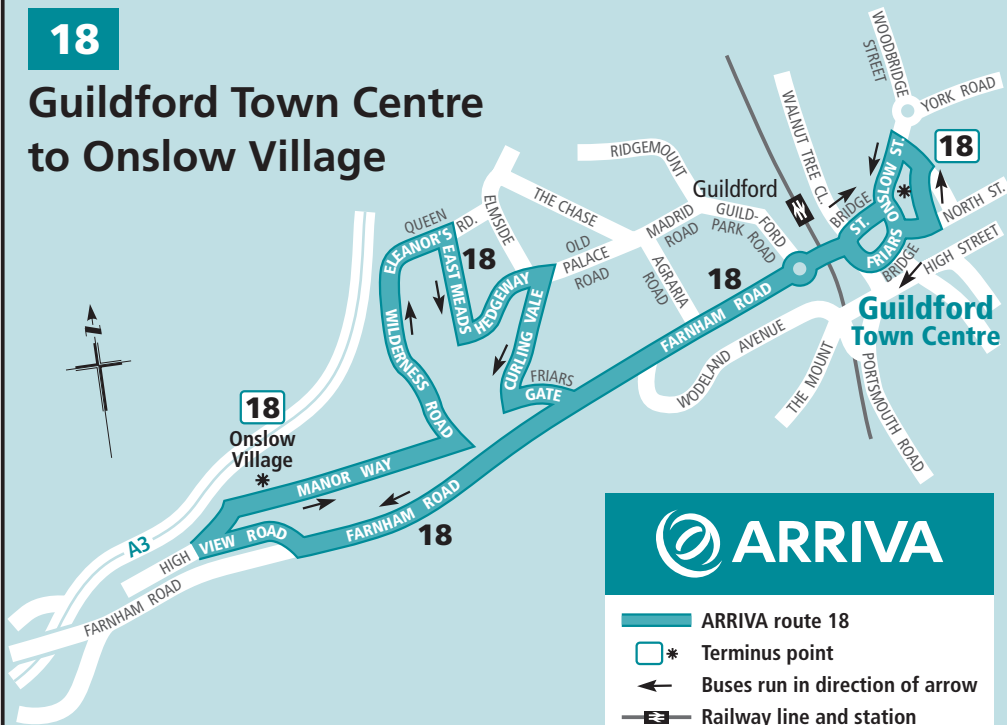 18
Guildford Town Centre
to Onslow Village
WOODBRIDGE
STREET
YORK ROAD
WALNUT TREE CL.
18
RIDGEMOUNT
Guildford
BRIDGE
ST.
ONSLOW ST.
NORTH ST.
FRIARS
BRIDGE
HIGH STREET
THE CHASE
ELMSIDE
QUEEN
RD.
ELEANOR'S
EAST MEADS
18
MADRID
ROAD
GUILD-
FORD
PARK ROAD
OLD
PALACE
ROAD
AGRARIA
ROAD
18
HEDGEWAY
CURLING VALE
FARNHAM ROAD
Guildford
Town Centre
WILDERNESS ROAD
FRIARS
GATE
WODELAND AVENUE
THE MOUNT
PORTSMOUTH ROAD
N
18
Onslow
Village
MANOR WAY
FARNHAM ROAD
18
A3
HIGH
VIEW ROAD
FARNHAM ROAD
ARRIVA
ARRIVA route 18
Terminus point
Buses run in direction of arrow
Railway line and station